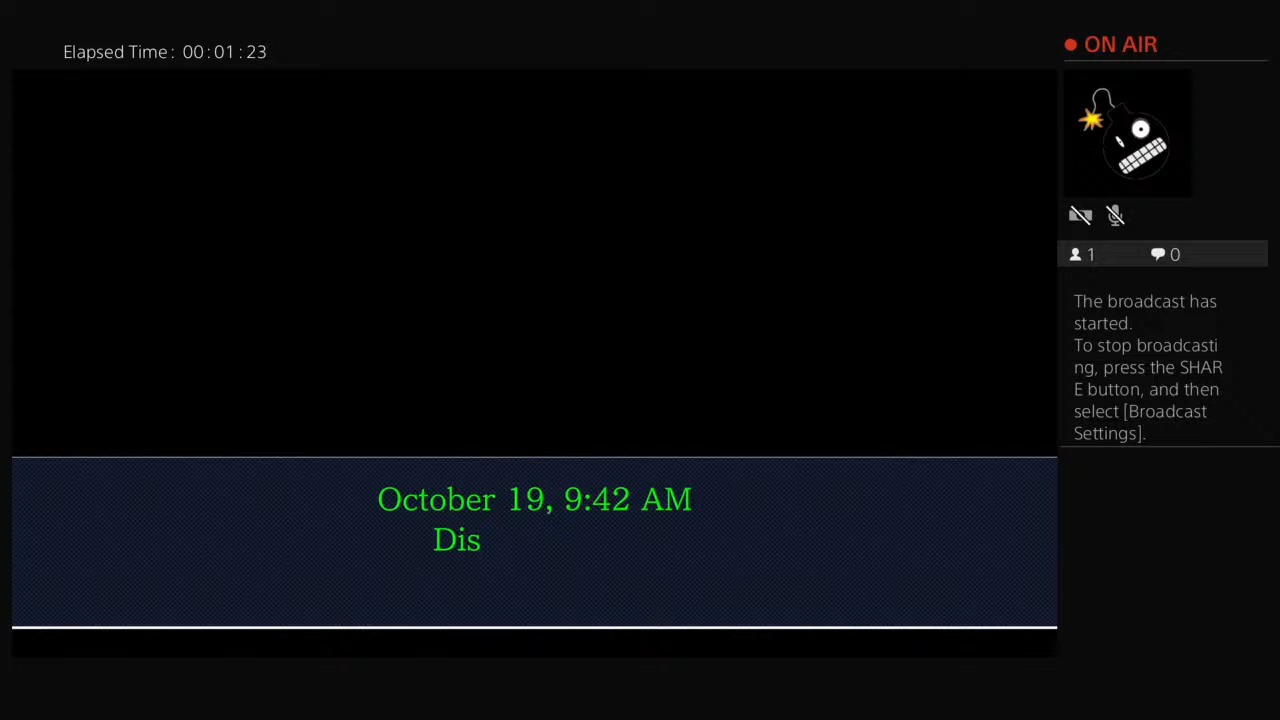 Elapsed Time: 00:01:23
ON AIR
1
0
The broadcast has
started.
To stop broadcasti
ng, press the SHAR
E button, and then
select [Broadcast
Settings].
October 19, 9:42 AM
Dis